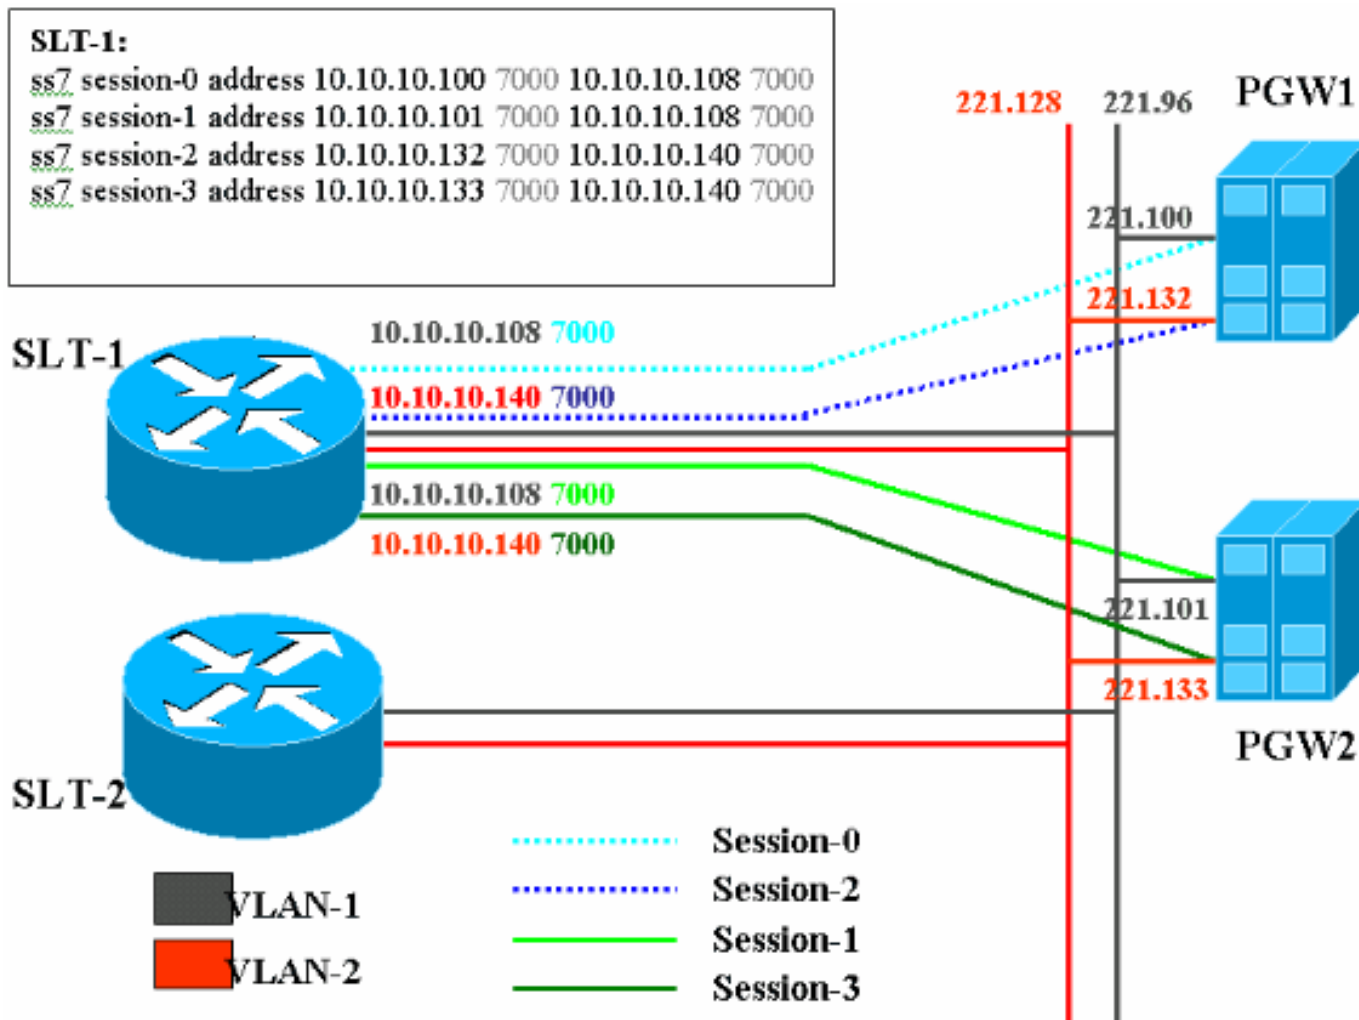 SLT-1:
ss7 session-0 address 10.10.10.100 7000 10.10.10.108 7000
ss7 session-1 address 10.10.10.101 7000 10.10.10.108 7000
ss7 session-2 address 10.10.10.132 7000 10.10.10.140 7000
ss7 session-3 address 10.10.10.133 7000 10.10.10.140 7000
221.128
221.96
PGW1
221.100
221.132
SLT-1
10.10.10.108 7000
10.10.10.140 7000
10.10.10.108 7000
10.10.10.140 7000
221.101
221.133
PGW2
SLT-2
VLAN-1
VLAN-2
Session-0
Session-2
Session-1
Session-3